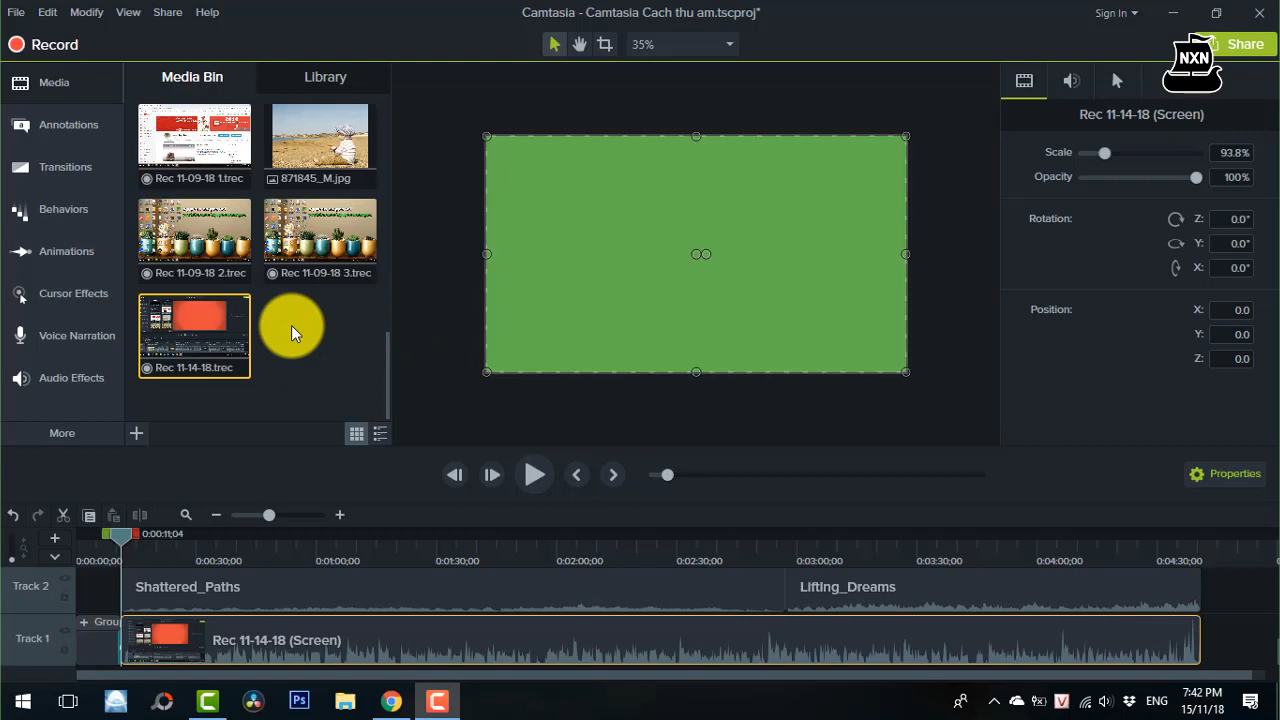 File Edit Modify View Share Help
Camtasia - Camtasia Cach thu am.tscproj*
Sign In
Record
35%
NXN
Share
Media
Annotations
Transitions
Behaviors
Animations
Cursor Effects
Voice Narration
Audio Effects
More
Media Bin
Library
Rec 11-09-18 1.trec
871845_M.jpg
Rec 11-09-18 2.trec
Rec 11-09-18 3.trec
Rec 11-14-18.trec
Rec 11-14-18 (Screen)
Scale 93.8%
Opacity 100%
Rotation: Z: 0.0°
Y: 0.0°
X: 0.0°
Position: X: 0.0
Y: 0.0
Z: 0.0
Properties
0:00:11;04
0:00:00;00 0:00:30;00 0:01:00;00 0:01:30;00 0:02:00;00 0:02:30;00 0:03:00;00 0:04:00;00 0:04:30;00
Track 2
Shattered_Paths
Lifting_Dreams
Track 1
+ Grou
Rec 11-14-18 (Screen)
Ps
V
ENG
7:42 PM
15/11/18